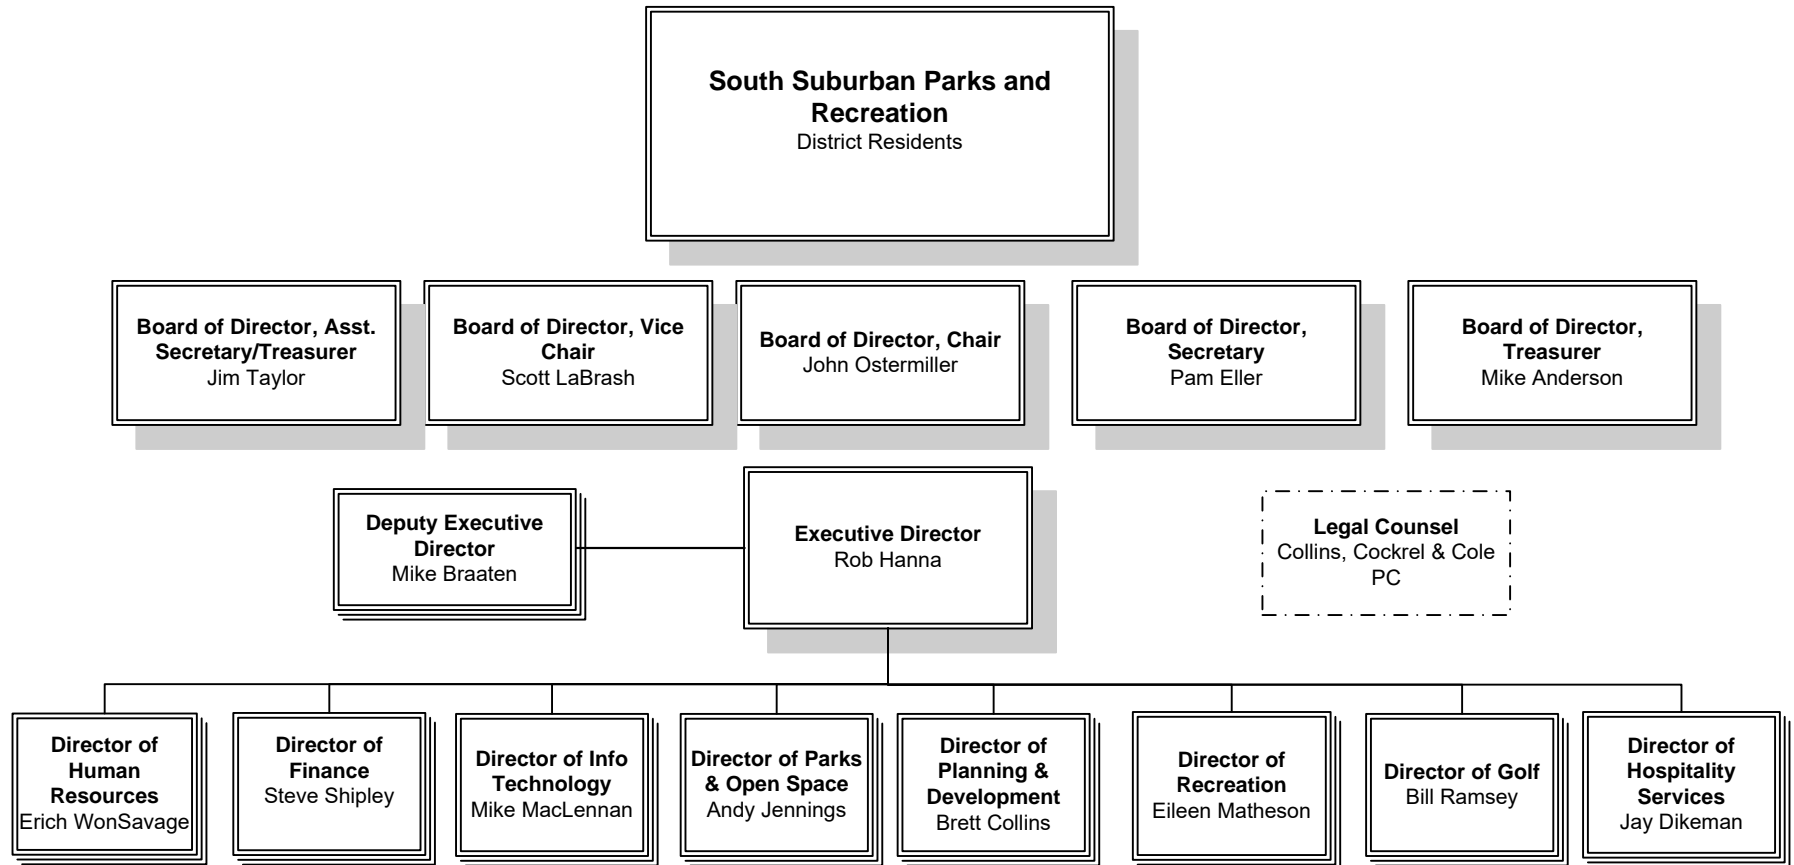 South Suburban Parks and
Recreation
District Residents
Board of Director, Asst.
Secretary/Treasurer
Jim Taylor
Board of Director, Vice
Chair
Scott LaBrash
Board of Director, Chair
John Ostermiller
Board of Director,
Secretary
Pam Eller
Board of Director,
Treasurer
Mike Anderson
Deputy Executive
Director
Mike Braaten
Executive Director
Rob Hanna
Legal Counsel
Collins, Cockrel & Cole
PC
Director of
Human
Resources
Erich WonSavage
Director of
Finance
Steve Shipley
Director of Info
Technology
Mike MacLennan
Director of Parks
& Open Space
Andy Jennings
Director of
Planning &
Development
Brett Collins
Director of
Recreation
Eileen Matheson
Director of Golf
Bill Ramsey
Director of
Hospitality
Services
Jay Dikeman